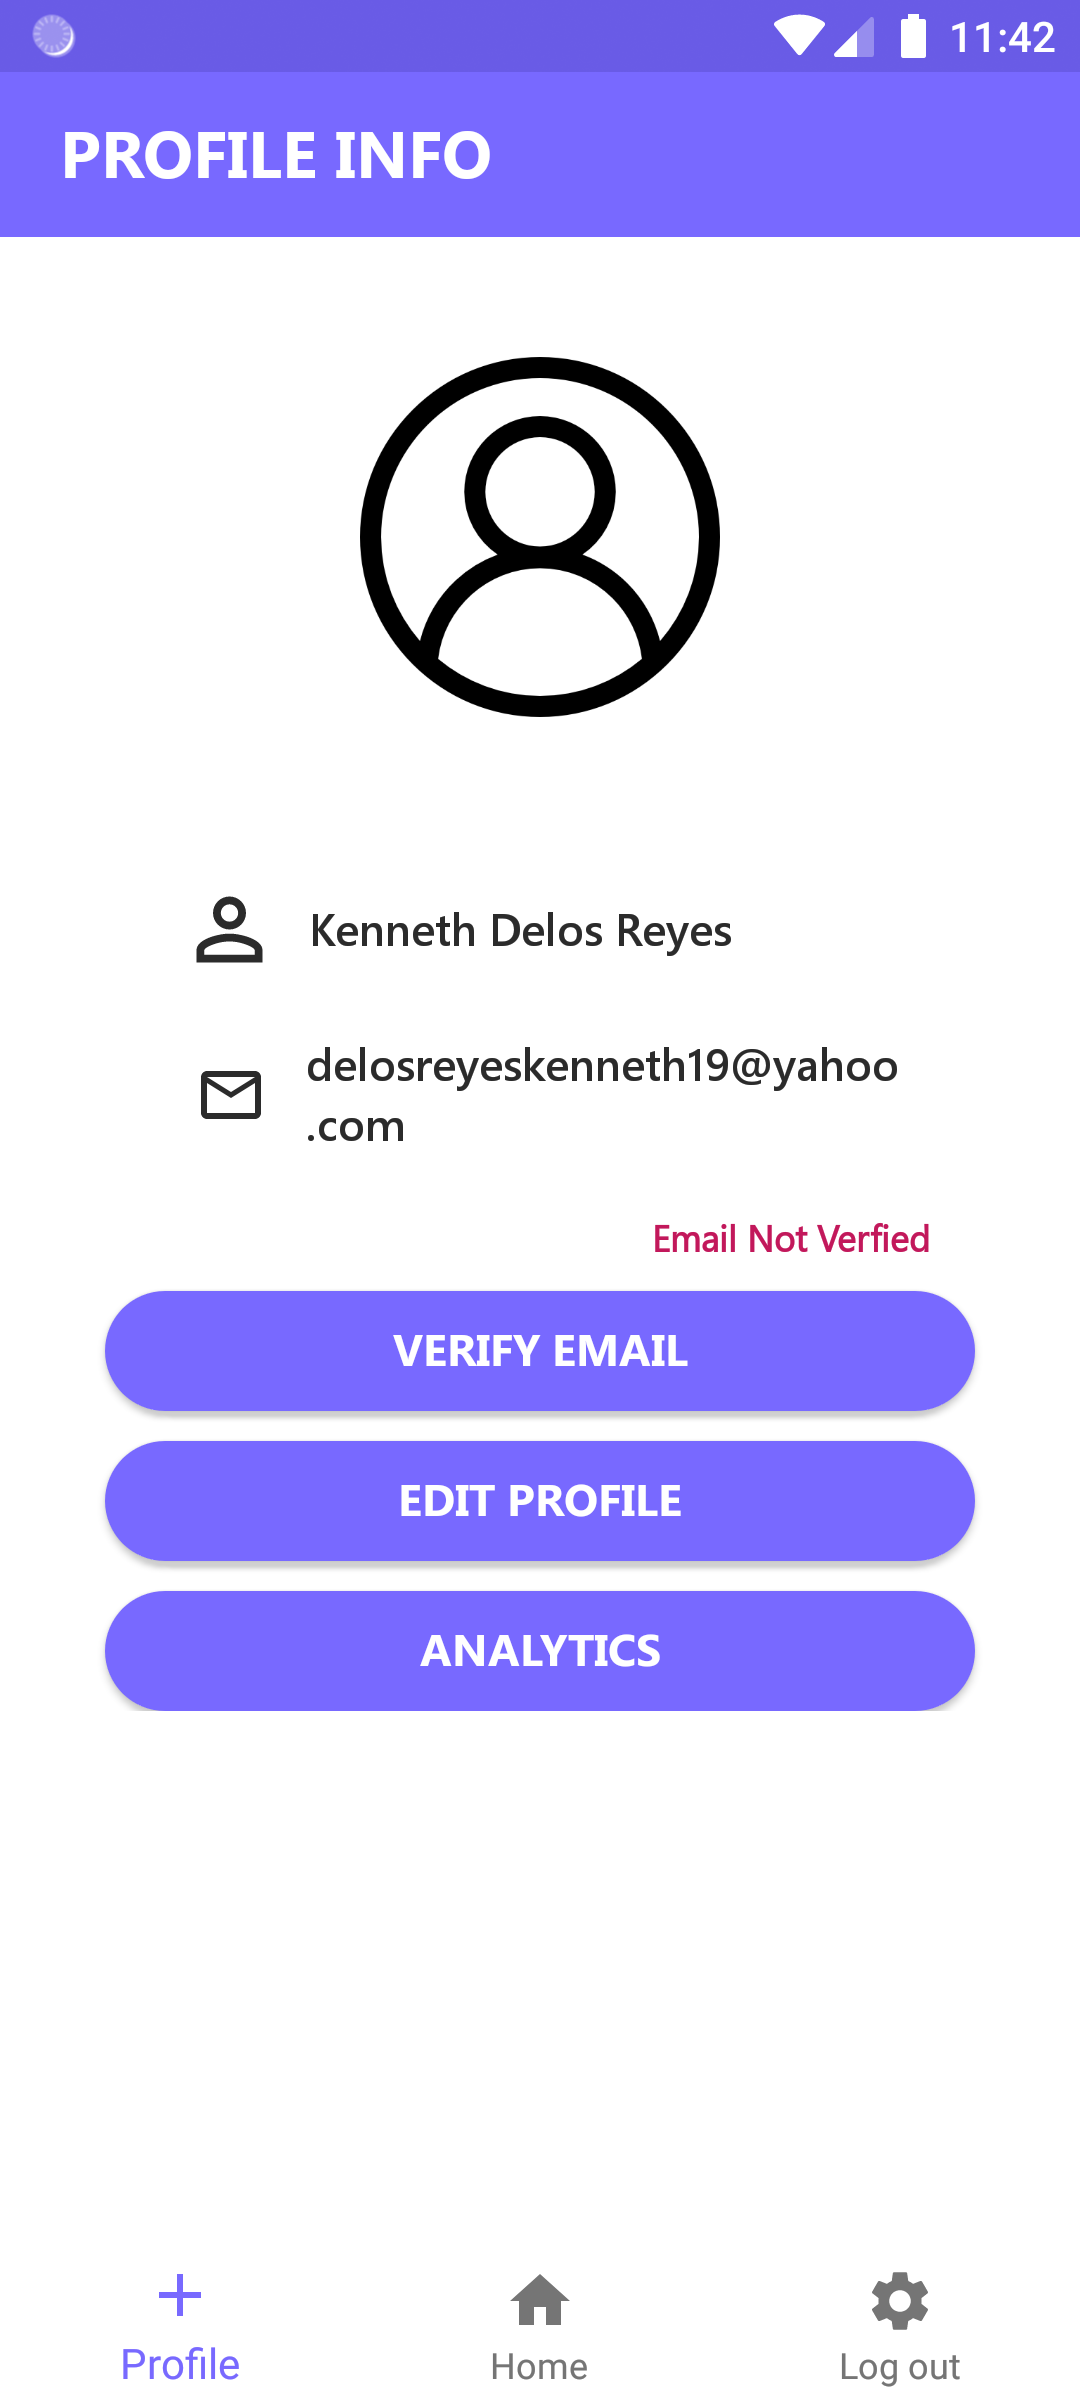 11:42
PROFILE INFO
Kenneth Delos Reyes
delosreyeskenneth19@yahoo
.com
Email Not Verfied
VERIFY EMAIL
EDIT PROFILE
ANALYTICS
Profile
Home
Log out